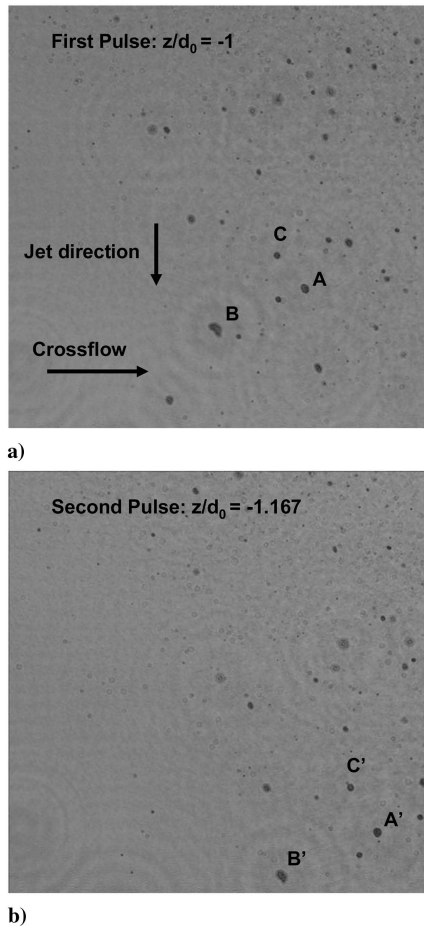 First Pulse: z/d0 = -1
C
Jet direction
A
B
Crossflow
a)
Second Pulse: z/d0 = -1.167
C’
A’
B’
b)